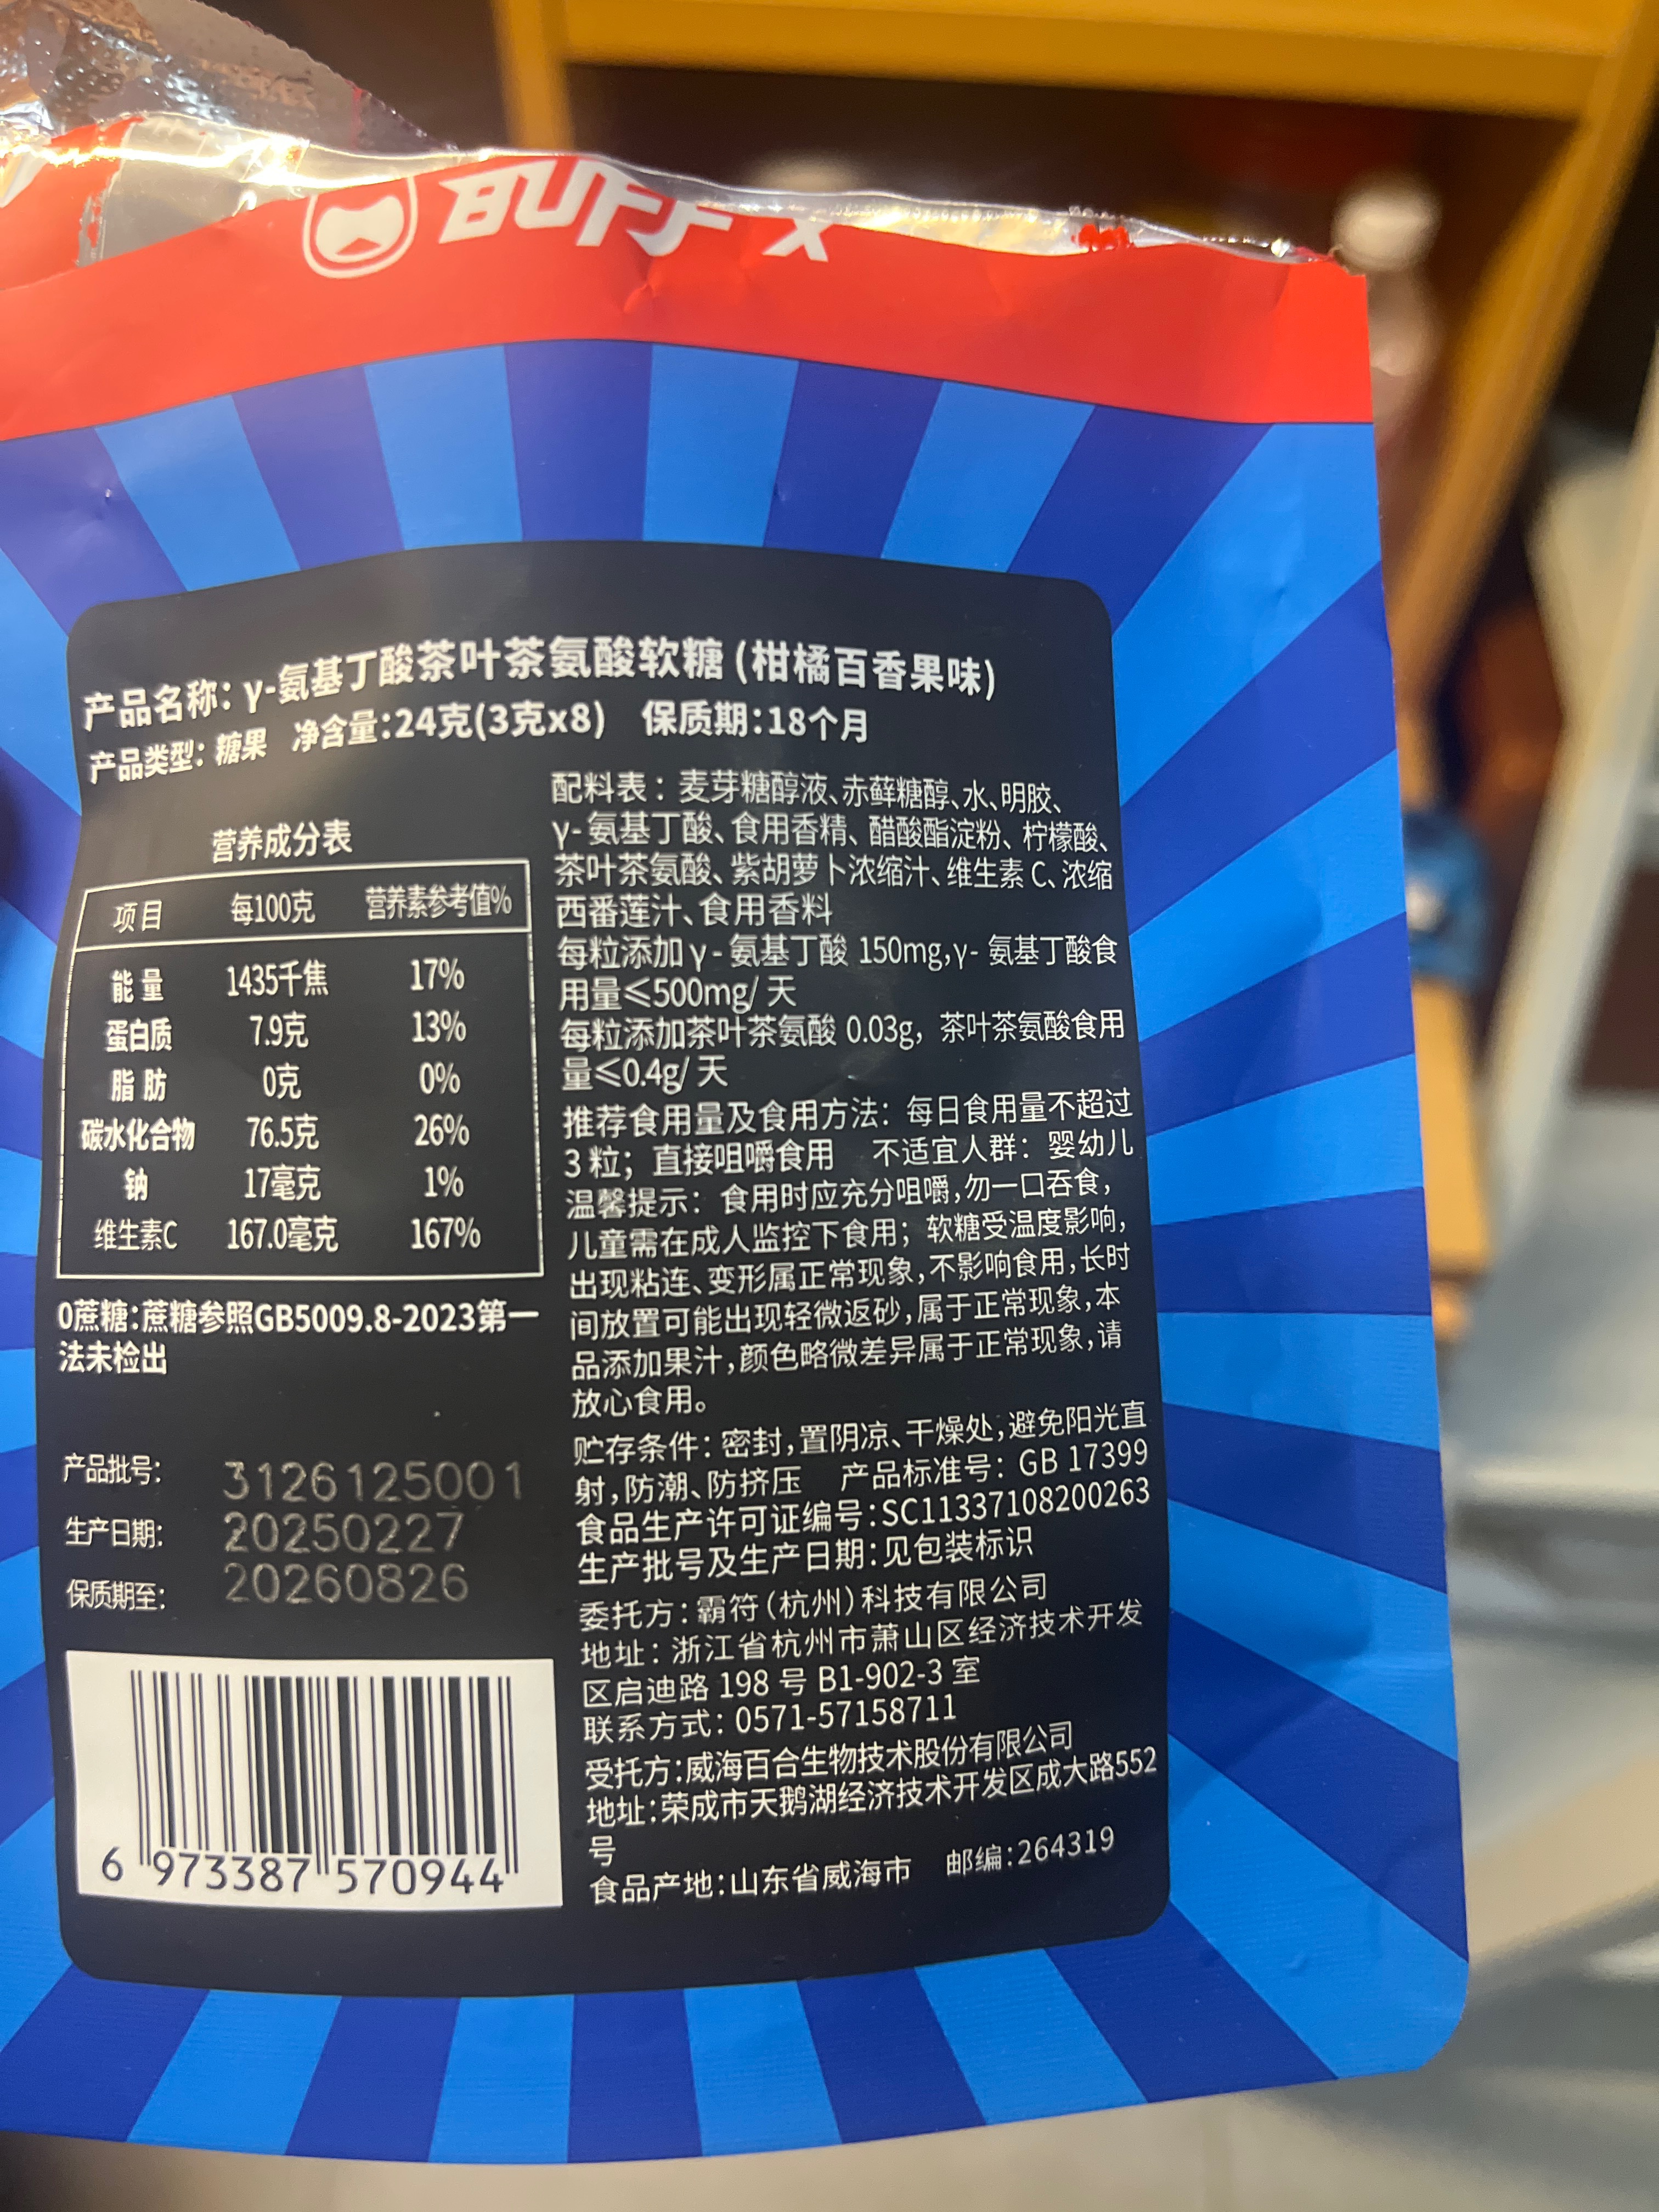 BUFF X
产品名称：γ-氨基丁酸茶叶茶氨酸软糖（柑橘百香果味）
产品类型：糖果 净含量：24克(3克x8) 保质期：18个月
营养成分表
项目 每100克 营养素参考值%
能量 1435千焦 17%
蛋白质 7.9克 13%
脂肪 0克 0%
碳水化合物 76.5克 26%
钠 17毫克 1%
维生素C 167.0毫克 167%
0蔗糖：蔗糖参照GB5009.8-2023第一
法未检出
产品批号： 3126125001
生产日期： 20250227
保质期至： 20260826
6 973387 570944
配料表：麦芽糖醇液、赤藓糖醇、水、明胶、
γ-氨基丁酸、食用香精、醋酸酯淀粉、柠檬酸、
茶叶茶氨酸、紫胡萝卜浓缩汁、维生素C、浓缩
西番莲汁、食用香料
每粒添加γ-氨基丁酸 150mg,γ-氨基丁酸食
用量≤500mg/天
每粒添加茶叶茶氨酸 0.03g，茶叶茶氨酸食用
量≤0.4g/天
推荐食用量及食用方法：每日食用量不超过
3粒；直接咀嚼食用 不适宜人群：婴幼儿
温馨提示：食用时应充分咀嚼,勿一口吞食，
儿童需在成人监控下食用；软糖受温度影响，
出现粘连、变形属正常现象,不影响食用,长时
间放置可能出现轻微返砂,属于正常现象,本
品添加果汁,颜色略微差异属于正常现象,请
放心食用。
贮存条件：密封,置阴凉、干燥处,避免阳光直
射,防潮、防挤压 产品标准号：GB 17399
食品生产许可证编号：SC11337108200263
生产批号及生产日期：见包装标识
委托方：霸符（杭州）科技有限公司
地址：浙江省杭州市萧山区经济技术开发
区启迪路 198 号 B1-902-3 室
联系方式：0571-57158711
受托方：威海百合生物技术股份有限公司
地址：荣成市天鹅湖经济技术开发区成大路552
号
食品产地：山东省威海市 邮编：264319